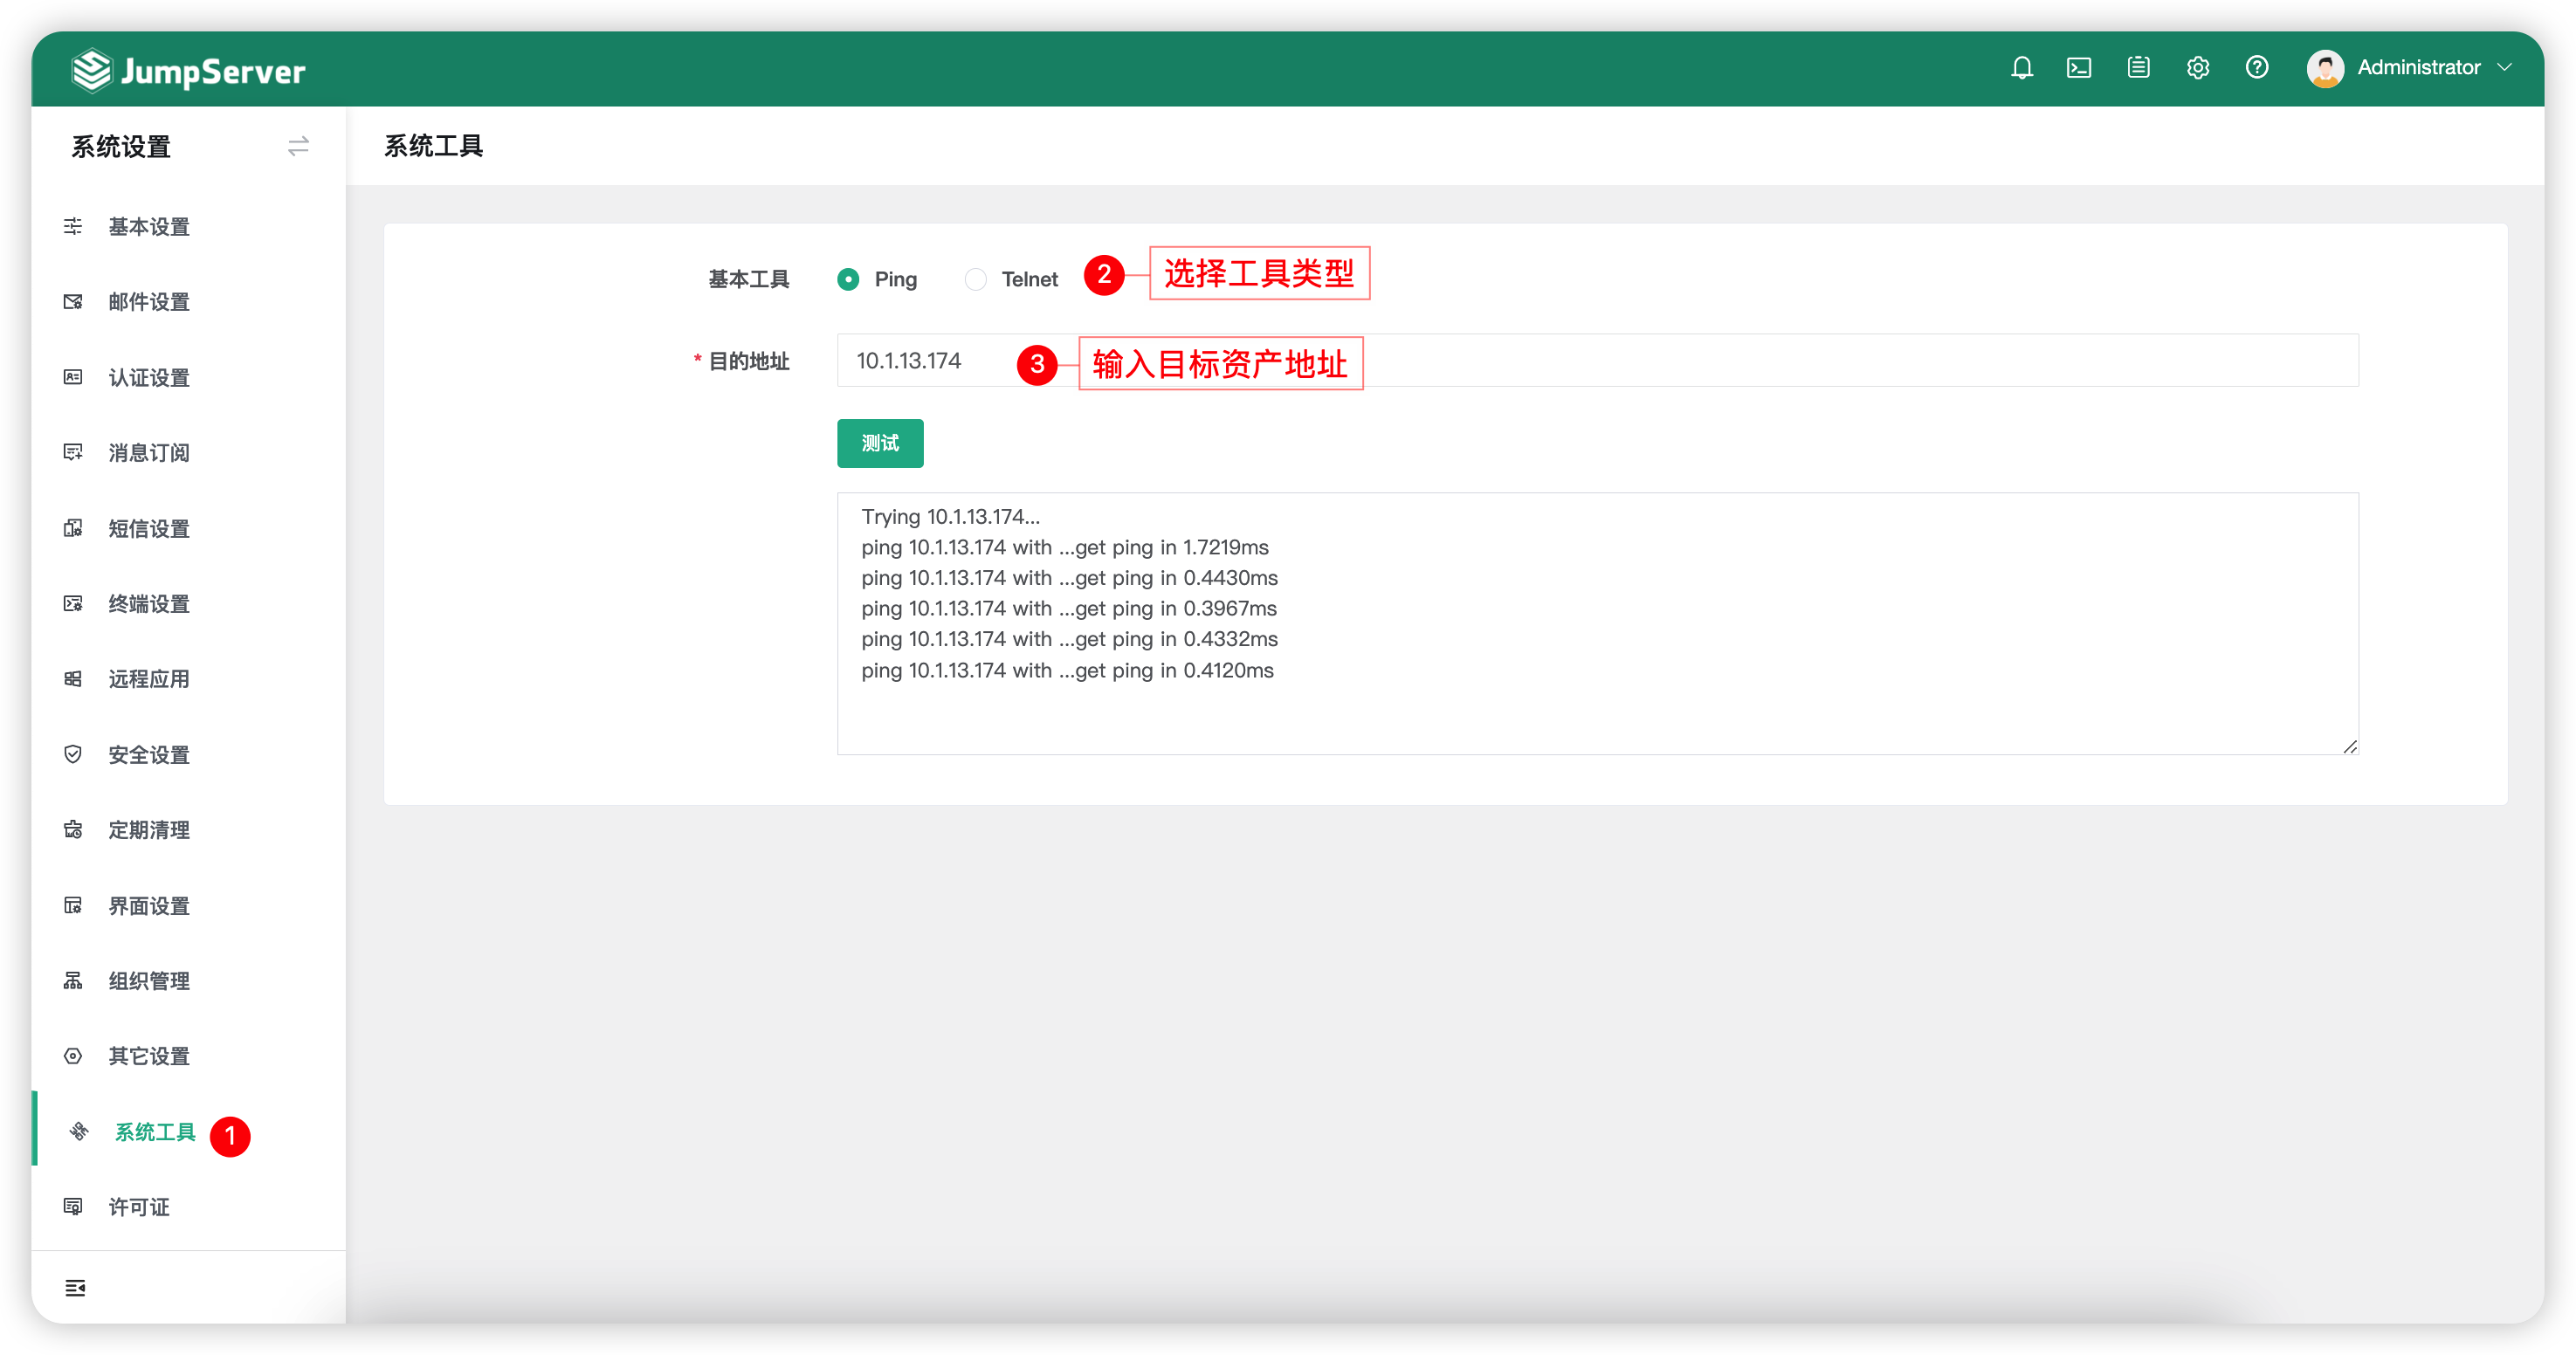 JumpServer
Administrator
系统设置
系统工具
基本设置
邮件设置
认证设置
消息订阅
短信设置
终端设置
远程应用
安全设置
定期清理
界面设置
组织管理
其它设置
系统工具 1
许可证
基本工具 Ping Telnet 2 选择工具类型
* 目的地址 10.1.13.174 3 输入目标资产地址
测试
Trying 10.1.13.174...
ping 10.1.13.174 with ...get ping in 1.7219ms
ping 10.1.13.174 with ...get ping in 0.4430ms
ping 10.1.13.174 with ...get ping in 0.3967ms
ping 10.1.13.174 with ...get ping in 0.4332ms
ping 10.1.13.174 with ...get ping in 0.4120ms